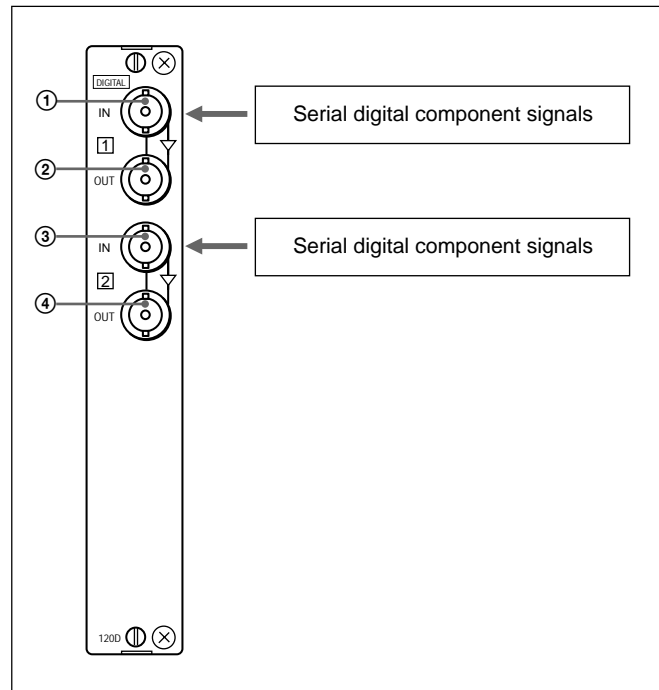 DIGITAL
① IN
Serial digital component signals
1
② OUT
③ IN
Serial digital component signals
2
④ OUT
120D